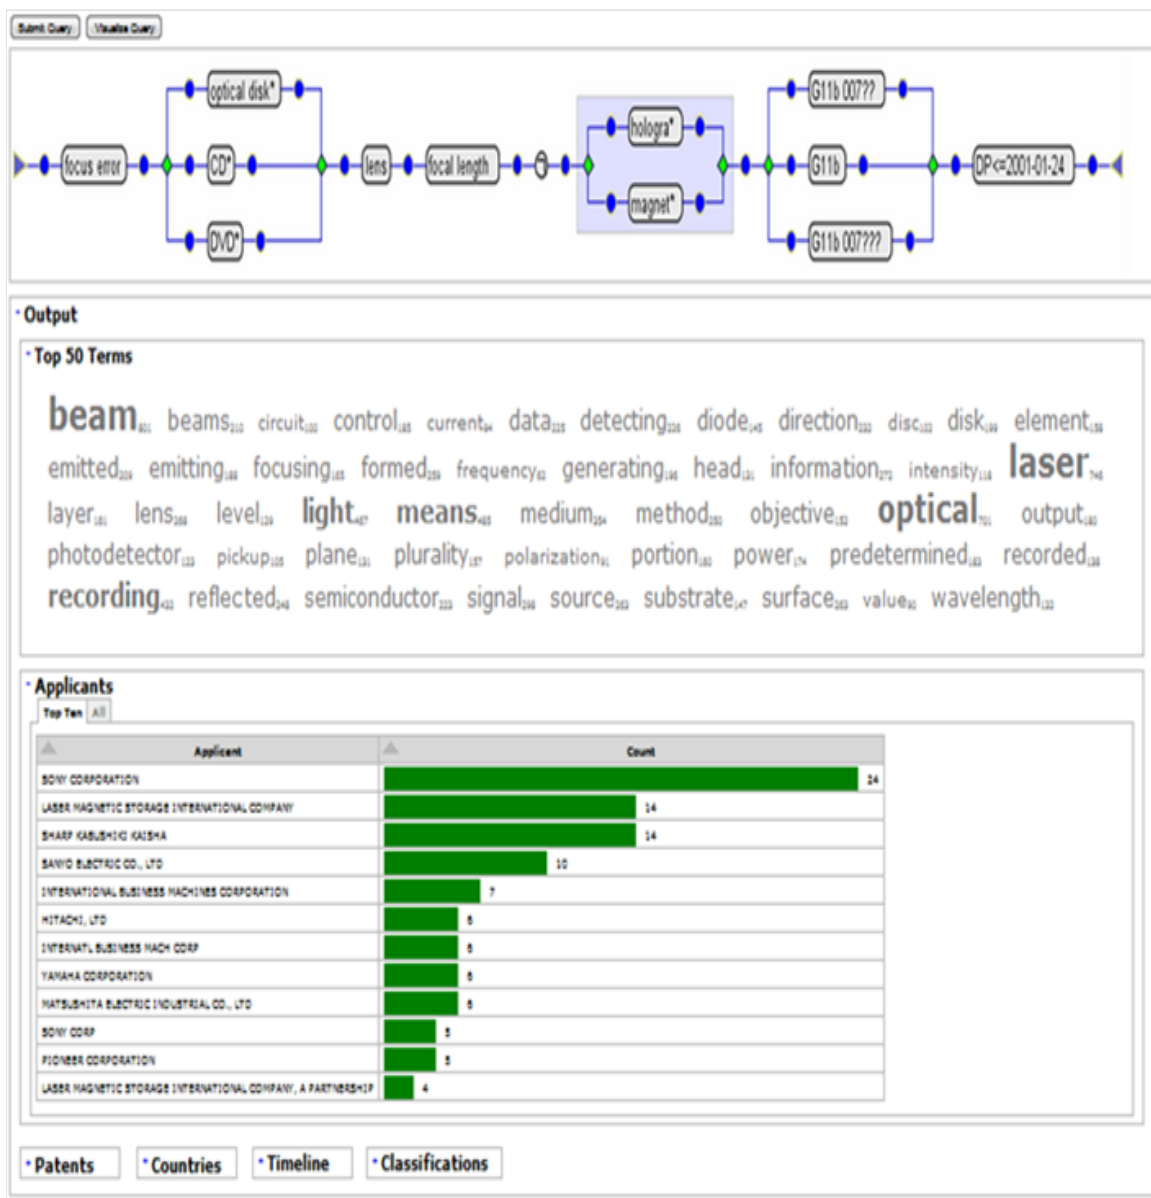 Submit Query Visualise Query
optical disk* G11b 007??
hologra*
focus error CD* lens focal length G11b DP<=2001-01-24
magnet*
DVD* G11b 007???
Output
Top 50 Terms
beam beams circuit control current data detecting diode direction disc disk element
emitted emitting focusing formed frequency generating head information intensity laser
layer lens level light means medium method objective optical output
photodetector pickup plane plurality polarization portion power predetermined recorded
recording reflected semiconductor signal source substrate surface value wavelength
Applicants
Top Ten All
Applicant Count
SONY CORPORATION 24
LASER MAGNETIC STORAGE INTERNATIONAL COMPANY 14
SHARP KABUSHIKI KAISHA 14
SANYO ELECTRIC CO., LTD 10
INTERNATIONAL BUSINESS MACHINES CORPORATION 7
HITACHI, LTD 6
INTERNATL BUSINESS MACH CORP 6
YAMAHA CORPORATION 6
MATSUSHITA ELECTRIC INDUSTRIAL CO., LTD 6
SONY CORP 5
PIONEER CORPORATION 5
LASER MAGNETIC STORAGE INTERNATIONAL COMPANY, A PARTNERSHIP 4
Patents Countries Timeline Classifications